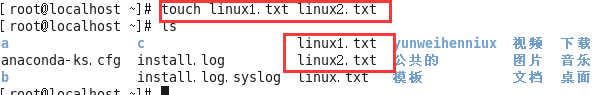 [root@localhost ~]# touch linux1.txt linux2.txt
[root@localhost ~]# ls
a c linux1.txt yunweihenniux 视频 下载
anaconda-ks.cfg install.log linux2.txt 公共的 图片 音乐
b install.log.syslog linux.txt 模板 文档 桌面
[root@localhost ~]#